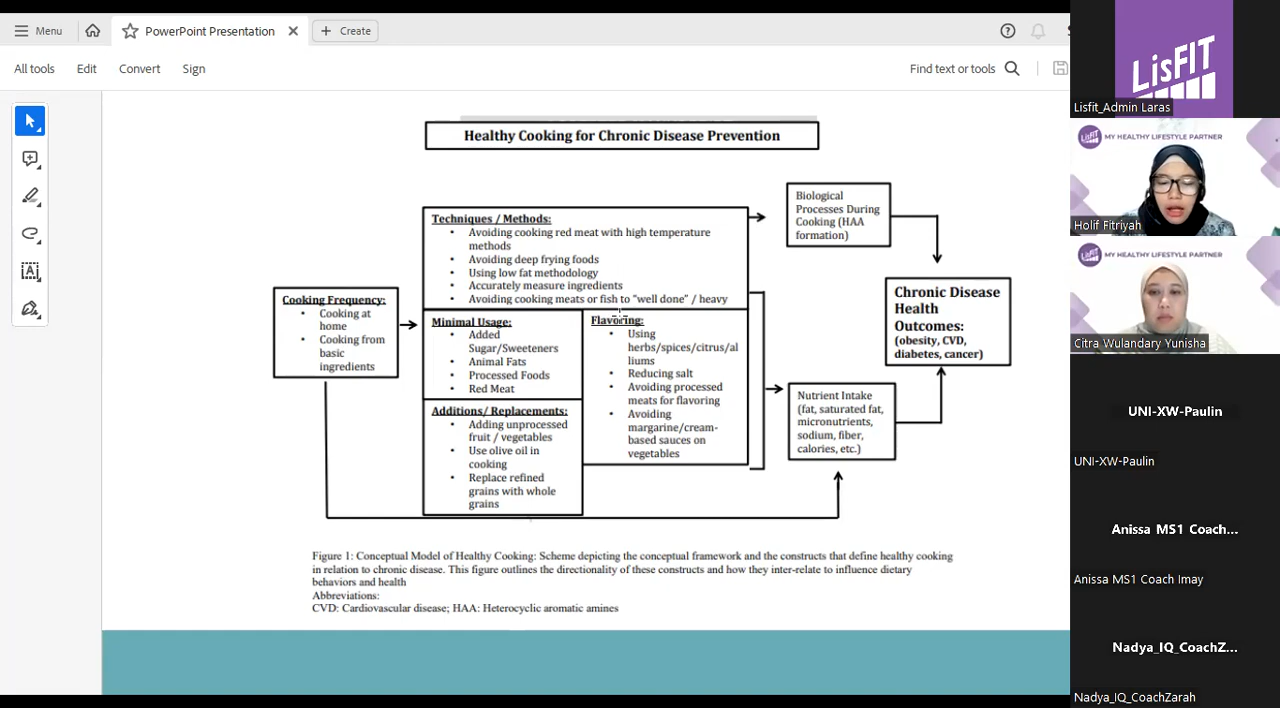 Menu
PowerPoint Presentation
Create
All tools
Edit
Convert
Sign
Find text or tools
Healthy Cooking for Chronic Disease Prevention
Cooking Frequency:
• Cooking at
home
• Cooking from
basic
ingredients
Techniques / Methods:
• Avoiding cooking red meat with high temperature
methods
• Avoiding deep frying foods
• Using low fat methodology
• Accurately measure ingredients
• Avoiding cooking meats or fish to "well done" / heavy
Minimal Usage:
• Added
Sugar/Sweeteners
• Animal Fats
• Processed Foods
• Red Meat
Additions/ Replacements:
• Adding unprocessed
fruit / vegetables
• Use olive oil in
cooking
• Replace refined
grains with whole
grains
Flavoring:
• Using
herbs/spices/citrus/al
liums
• Reducing salt
• Avoiding processed
meats for flavoring
• Avoiding
margarine/cream-
based sauces on
vegetables
Biological
Processes During
Cooking (HAA
formation)
Nutrient Intake
(fat, saturated fat,
micronutrients,
sodium, fiber,
calories, etc.)
Chronic Disease
Health
Outcomes:
(obesity, CVD,
diabetes, cancer)
Figure 1: Conceptual Model of Healthy Cooking: Scheme depicting the conceptual framework and the constructs that define healthy cooking
in relation to chronic disease. This figure outlines the directionality of these constructs and how they inter-relate to influence dietary
behaviors and health
Abbreviations:
CVD: Cardiovascular disease; HAA: Heterocyclic aromatic amines
LisFIT
Lisfit_Admin Laras
LisFIT
MY HEALTHY LIFESTYLE PARTNER
Holif Fitriyah
LisFIT
MY HEALTHY LIFESTYLE PARTNER
Citra Wulandary Yunisha
UNI-XW-Paulin
UNI-XW-Paulin
Anissa MS1 Coach...
Anissa MS1 Coach Imay
Nadya_IQ_CoachZ...
Nadya_IQ_CoachZarah